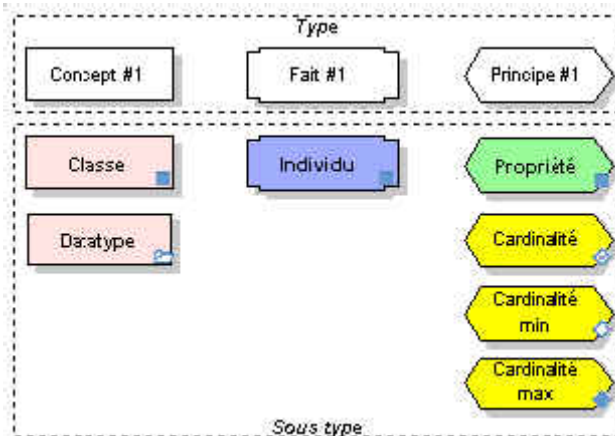 Type
Concept #1
Fait #1
Principe #1
Classe
Individu
Propriété
Datatype
Cardinalité
Cardinalité
min
Cardinalité
max
Sous type